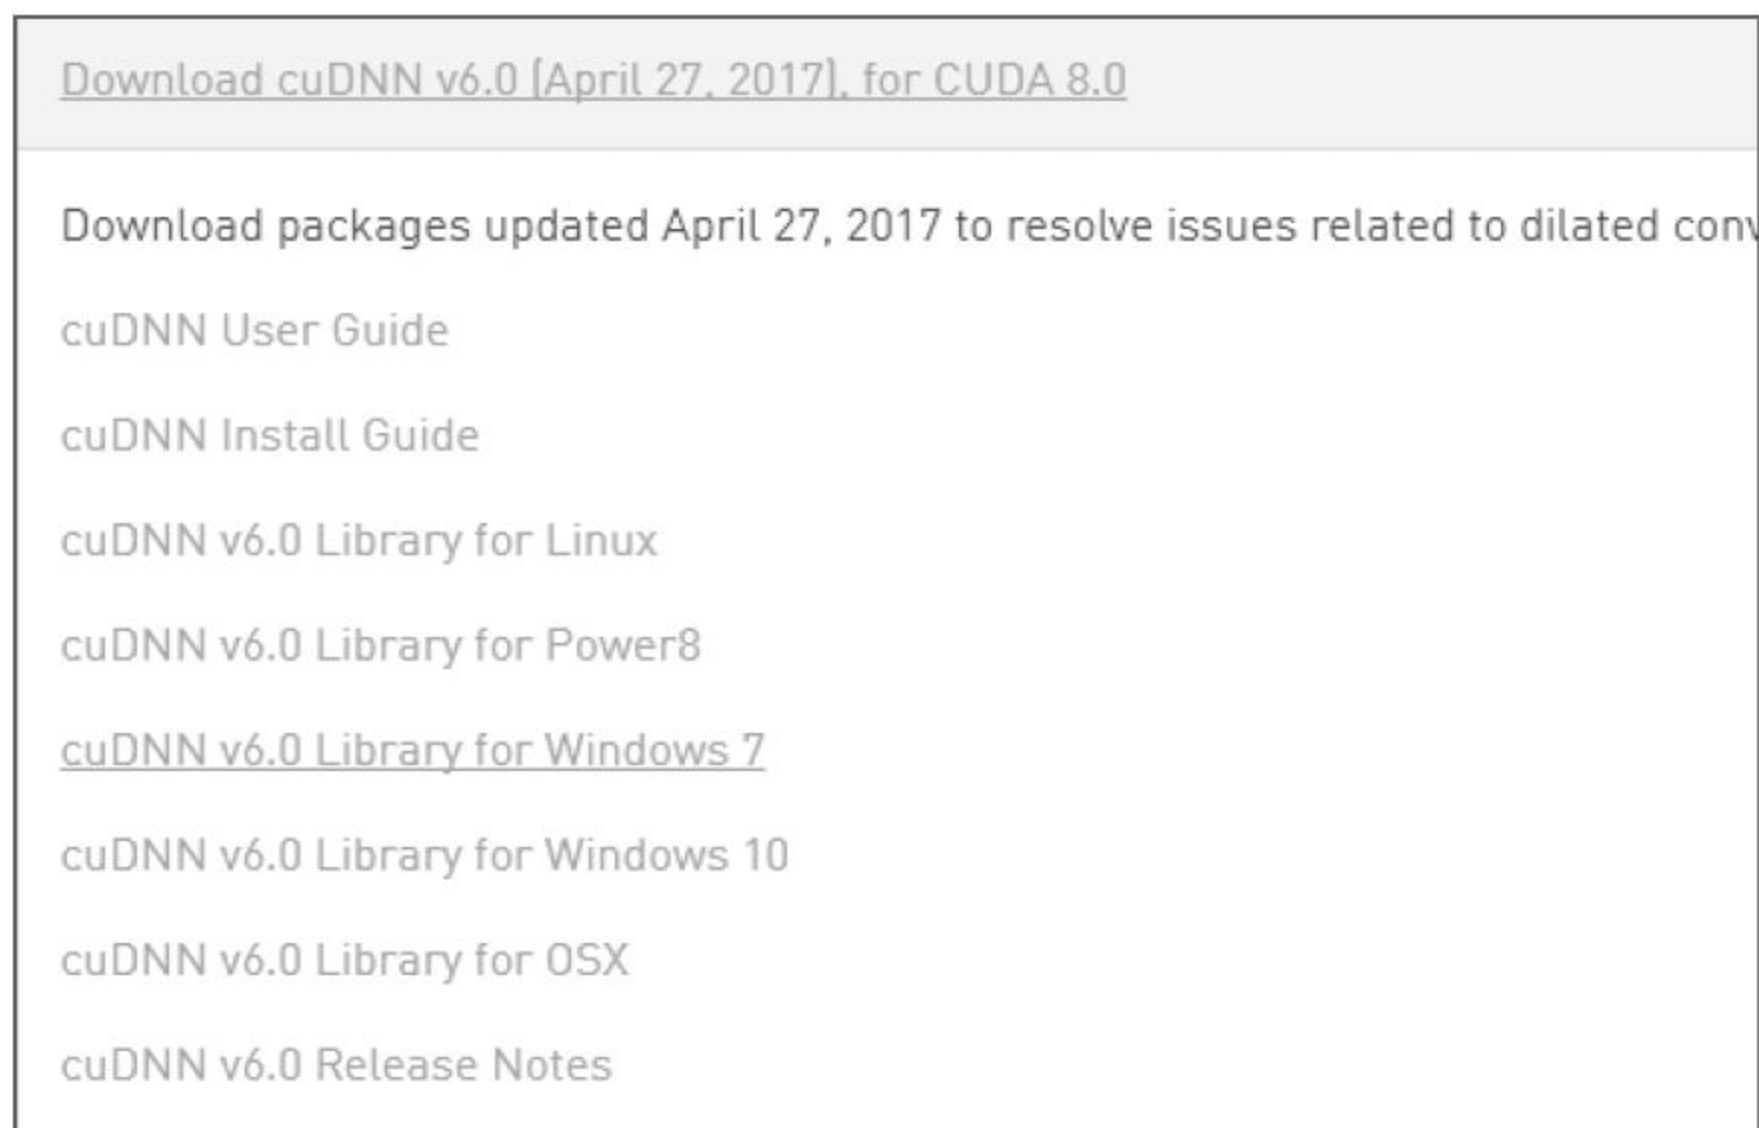 Download cuDNN v6.0 (April 27, 2017), for CUDA 8.0
Download packages updated April 27, 2017 to resolve issues related to dilated
cuDNN User Guide
cuDNN Install Guide
cuDNN v6.0 Library for Linux
cuDNN v6.0 Library for Power8
cuDNN v6.0 Library for Windows 7
cuDNN v6.0 Library for Windows 10
cuDNN v6.0 Library for OSX
cuDNN v6.0 Release Notes